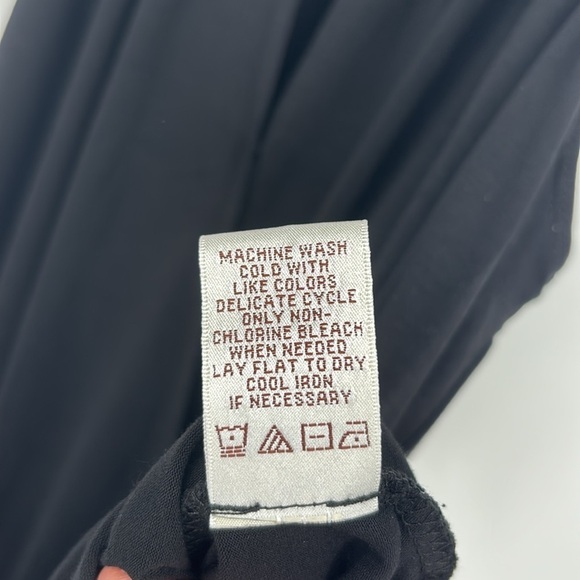 MACHINE WASH
COLD WITH
LIKE COLORS
DELICATE CYCLE
ONLY NON-
CHLORINE BLEACH
WHEN NEEDED
LAY FLAT TO DRY
COOL IRON
IF NECESSARY